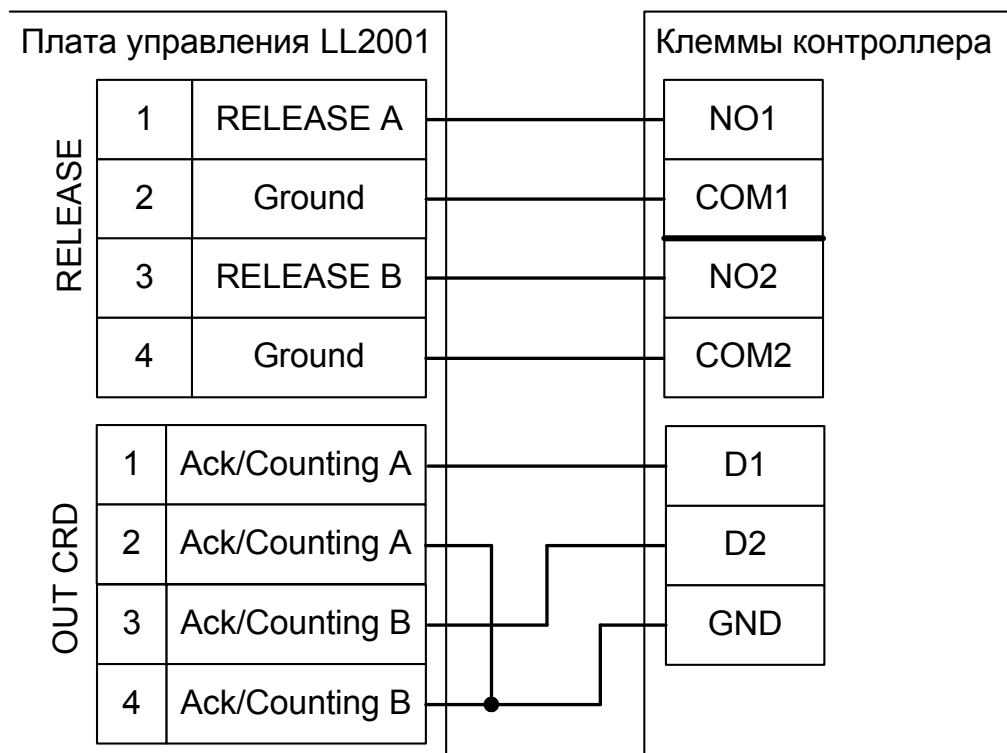 Плата управления LL2001
Клеммы контроллера
RELEASE
1 RELEASE A
2 Ground
3 RELEASE B
4 Ground
NO1
COM1
NO2
COM2
OUT CRD
1 Ack/Counting A
2 Ack/Counting A
3 Ack/Counting B
4 Ack/Counting B
D1
D2
GND